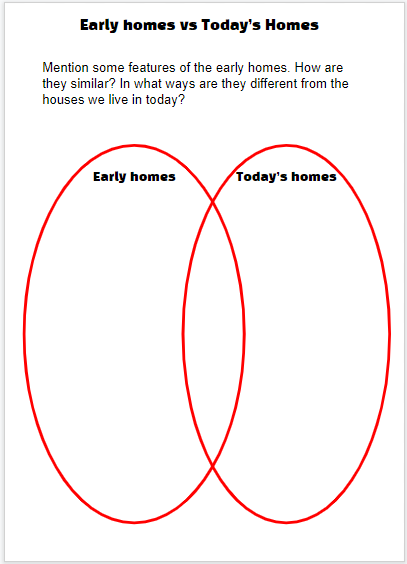 Early homes vs Today's Homes
Mention some features of the early homes. How are
they similar? In what ways are they different from the
houses we live in today?
Early homes
Today's homes